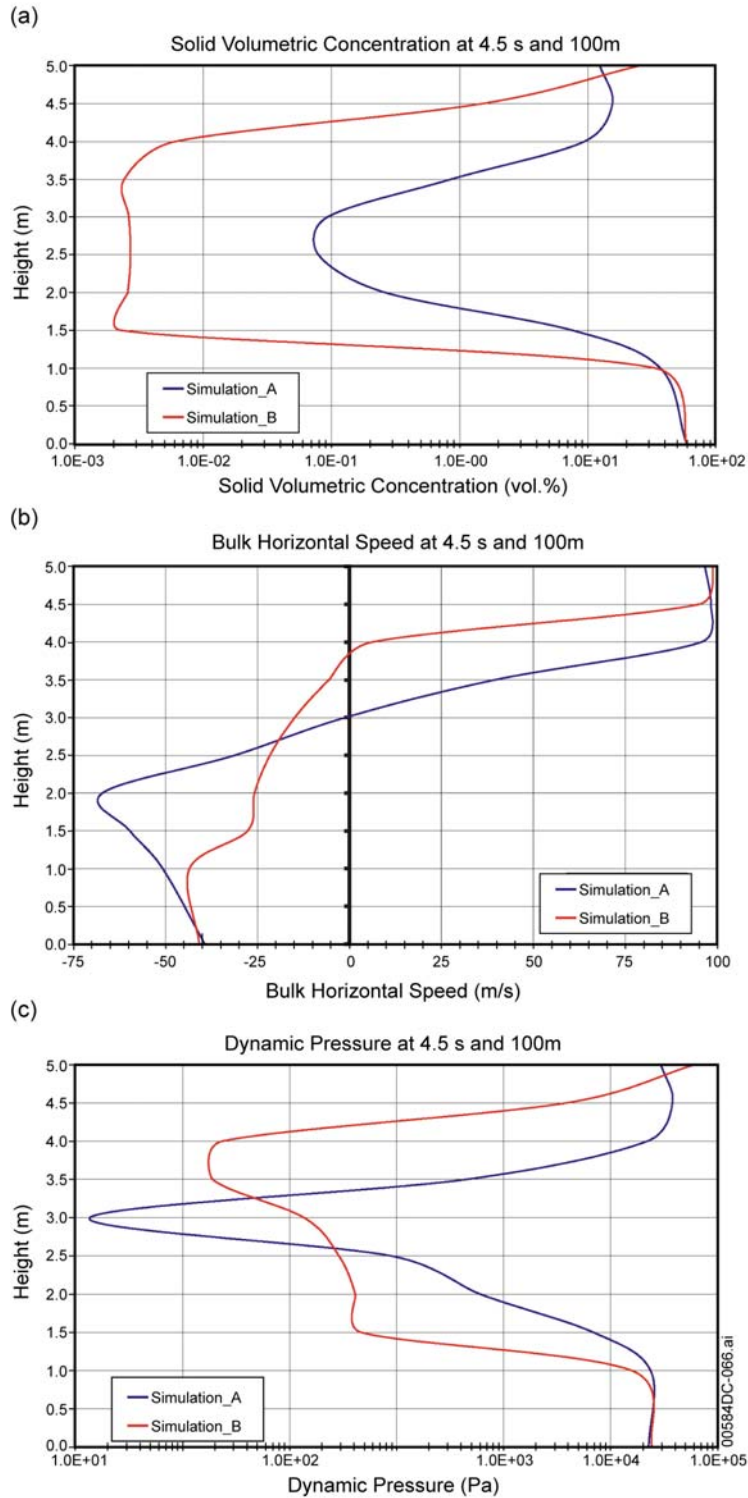 (a)
Solid Volumetric Concentration at 4.5 s and 100m
5.0
4.5
4.0
3.5
3.0
2.5
2.0
1.5
1.0
0.5
0.0
Height (m)
Simulation_A
Simulation_B
1.0E-03 1.0E-02 1.0E-01 1.0E-00 1.0E+01 1.0E+02
Solid Volumetric Concentration (vol.%)
(b)
Bulk Horizontal Speed at 4.5 s and 100m
5.0
4.5
4.0
3.5
3.0
2.5
2.0
1.5
1.0
0.5
0.0
Height (m)
Simulation_A
Simulation_B
-75 -50 -25 0 25 50 75 100
Bulk Horizontal Speed (m/s)
(c)
Dynamic Pressure at 4.5 s and 100m
5.0
4.5
4.0
3.5
3.0
2.5
2.0
1.5
1.0
0.5
0.0
Height (m)
Simulation_A
Simulation_B
00584DC-066.ai
1.0E+01 1.0E+02 1.0E+03 1.0E+04 1.0E+05
Dynamic Pressure (Pa)